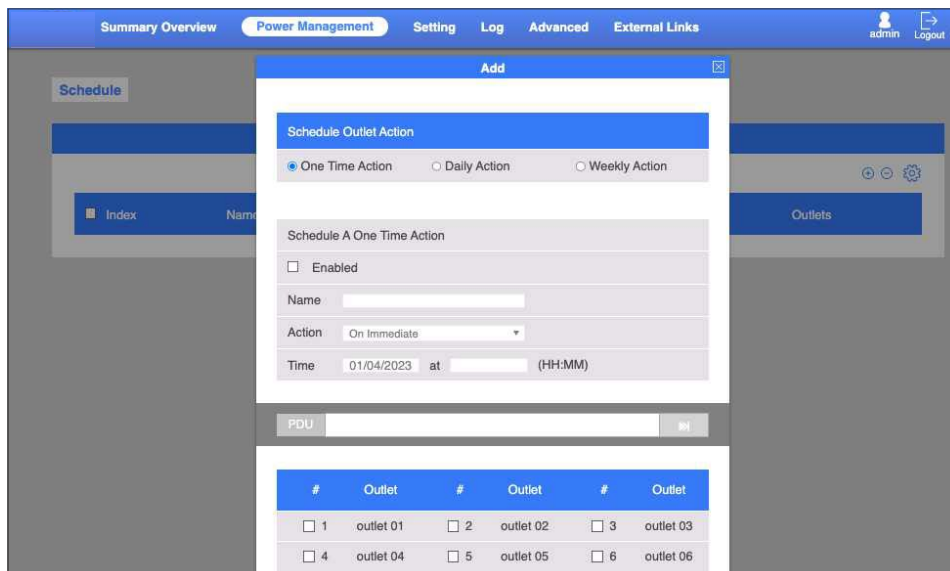 Summary Overview Power Management Setting Log Advanced External Links admin Logout
Add
Schedule
Schedule Outlet Action
One Time Action Daily Action Weekly Action
Index Name Outlets
Schedule A One Time Action
Enabled
Name
Action On Immediate
Time 01/04/2023 at (HH:MM)
PDU
# Outlet # Outlet # Outlet
1 outlet 01 2 outlet 02 3 outlet 03
4 outlet 04 5 outlet 05 6 outlet 06